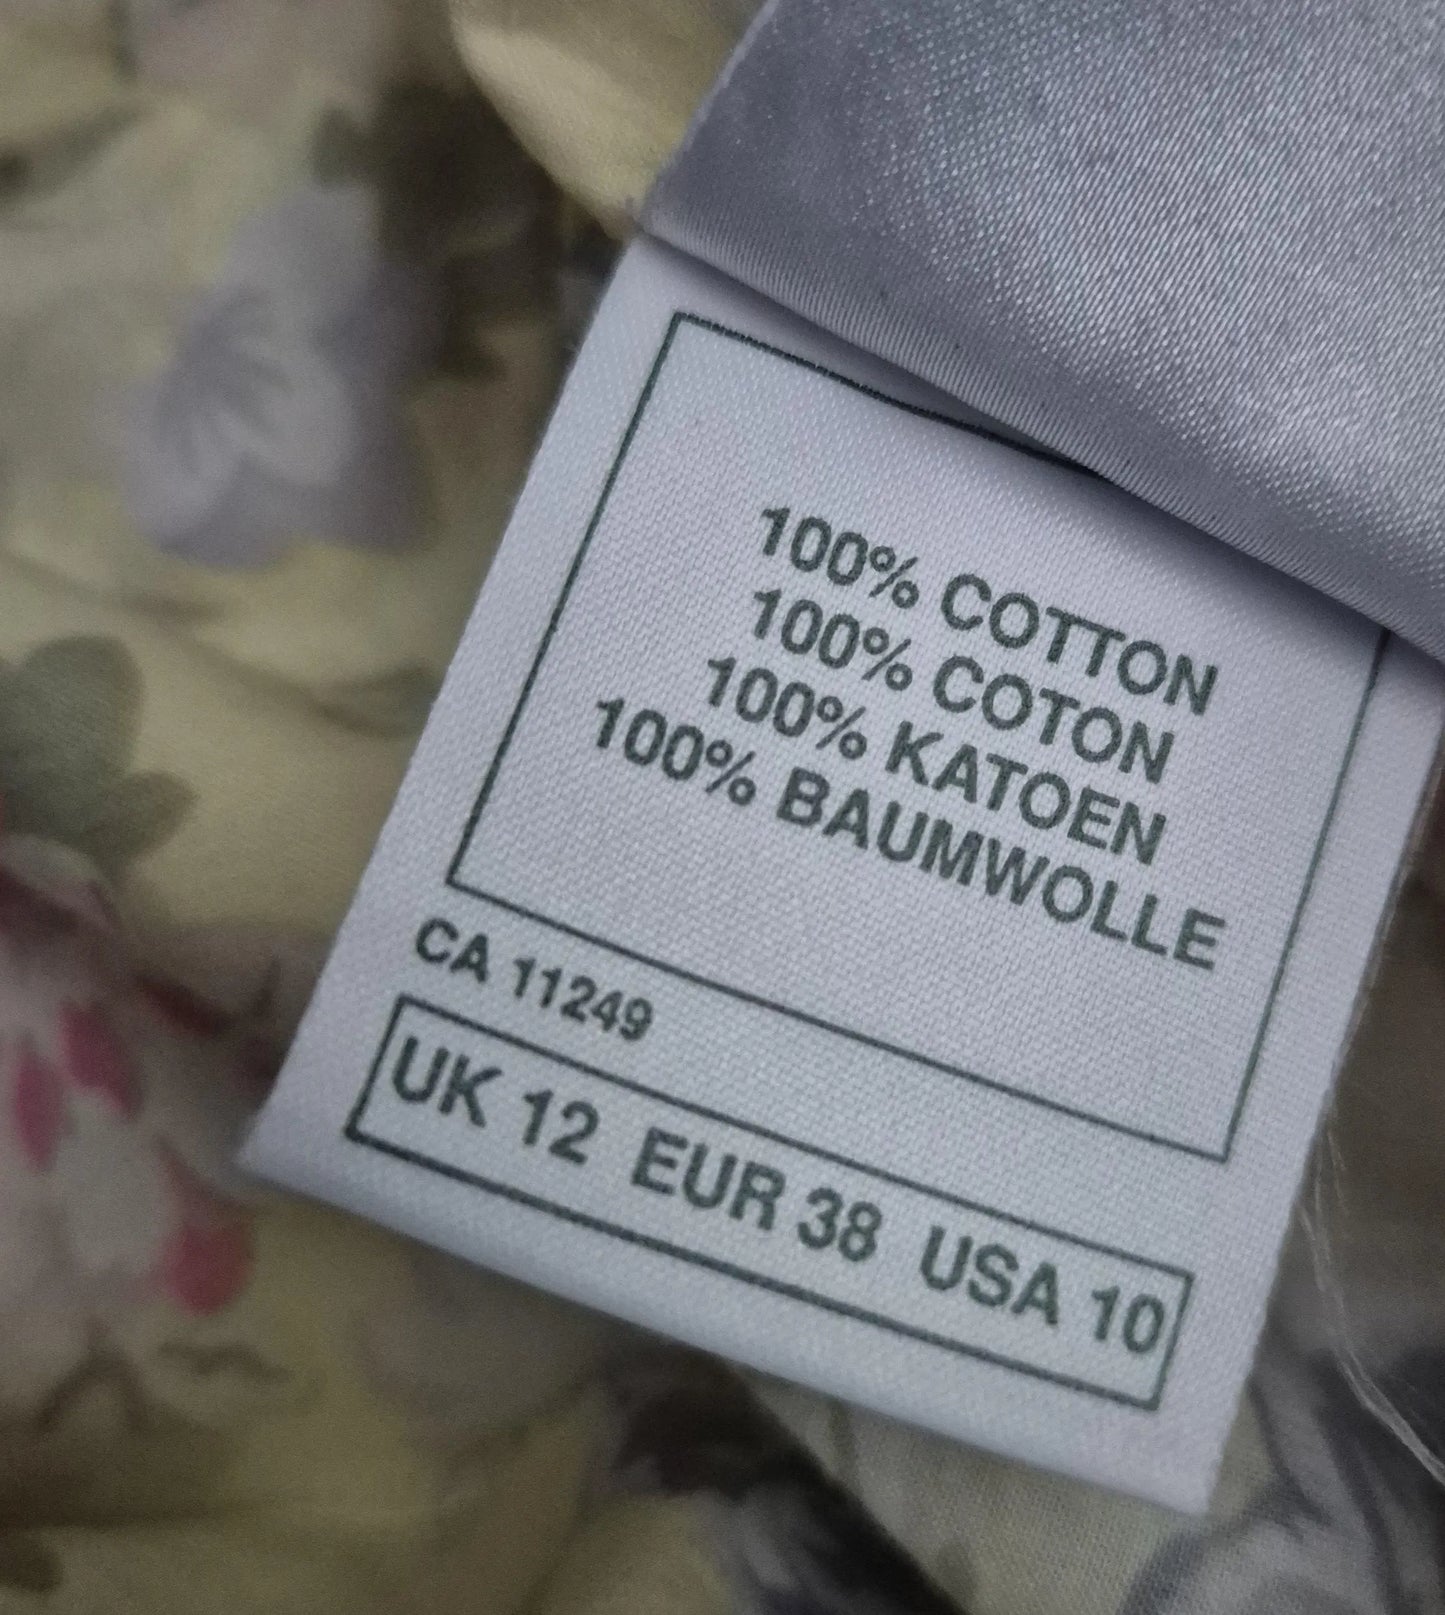 100% COTTON
100% COTON
100% KATOEN
100% BAUMWOLLE
CA 11249
UK 12 EUR 38 USA 10